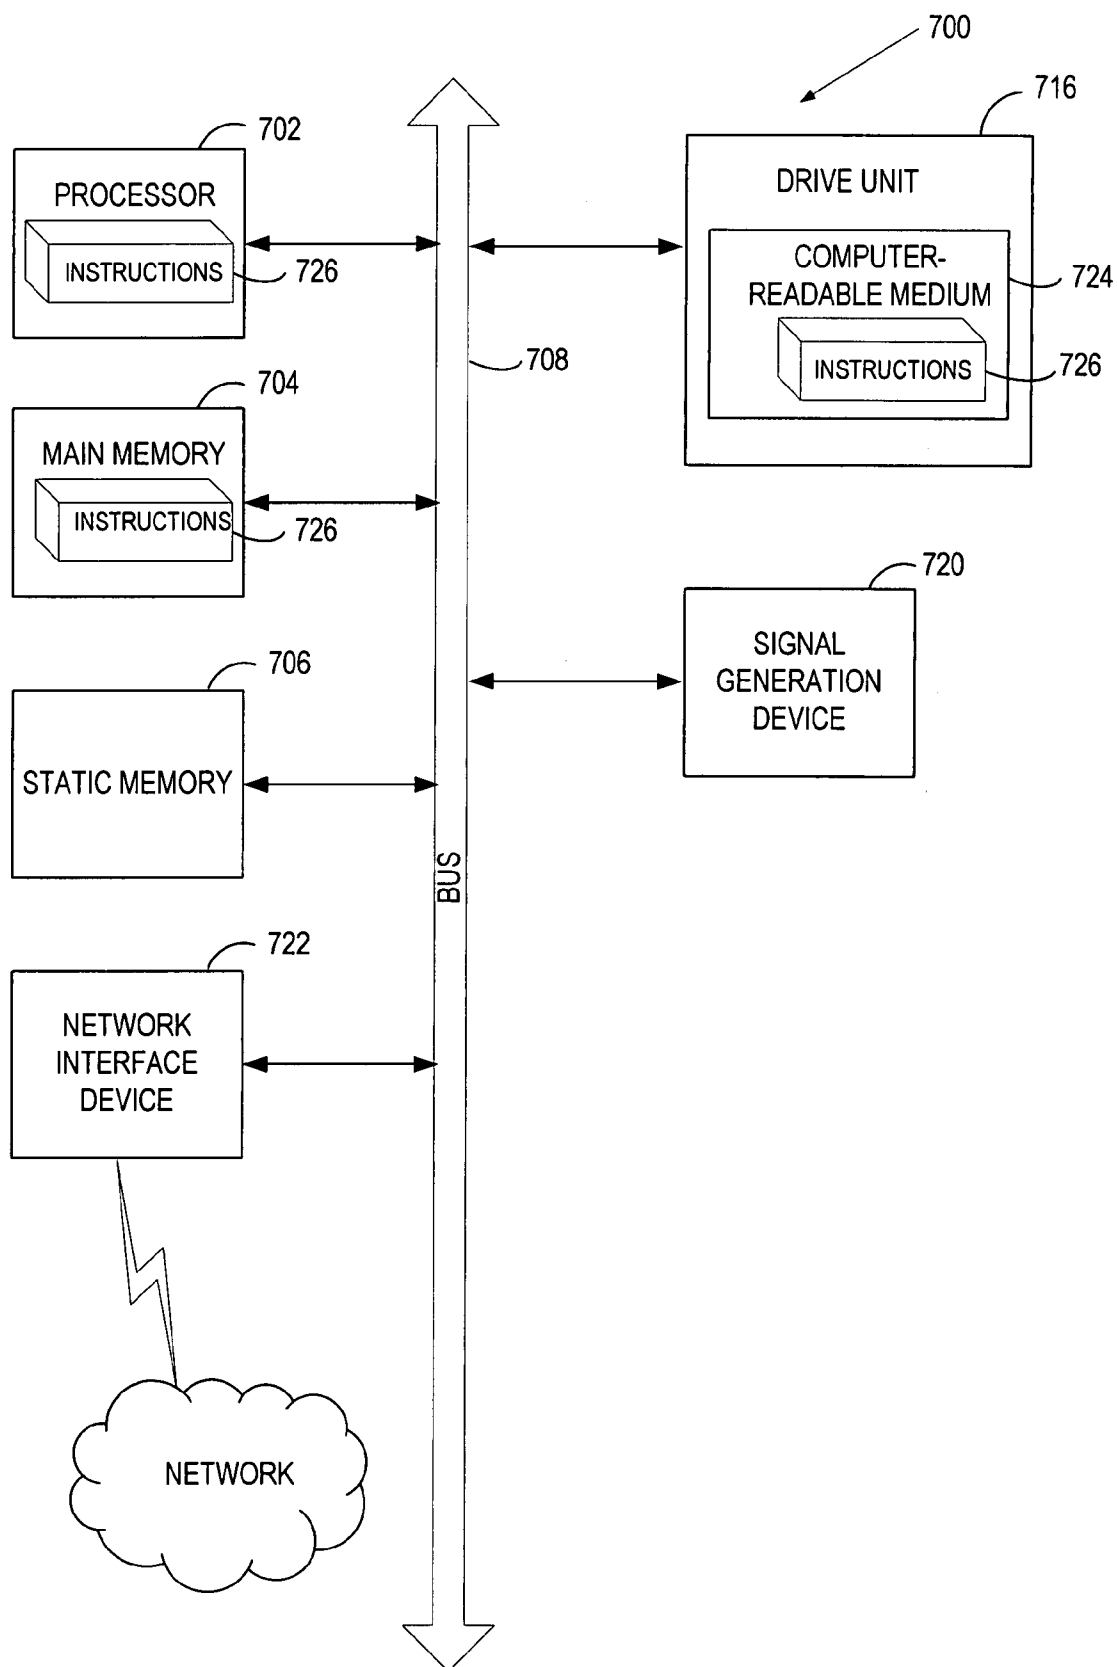 700
702
PROCESSOR
INSTRUCTIONS
726
716
DRIVE UNIT
COMPUTER-
READABLE MEDIUM
724
INSTRUCTIONS
726
708
704
MAIN MEMORY
INSTRUCTIONS
726
720
SIGNAL
GENERATION
DEVICE
706
STATIC MEMORY
BUS
722
NETWORK
INTERFACE
DEVICE
NETWORK